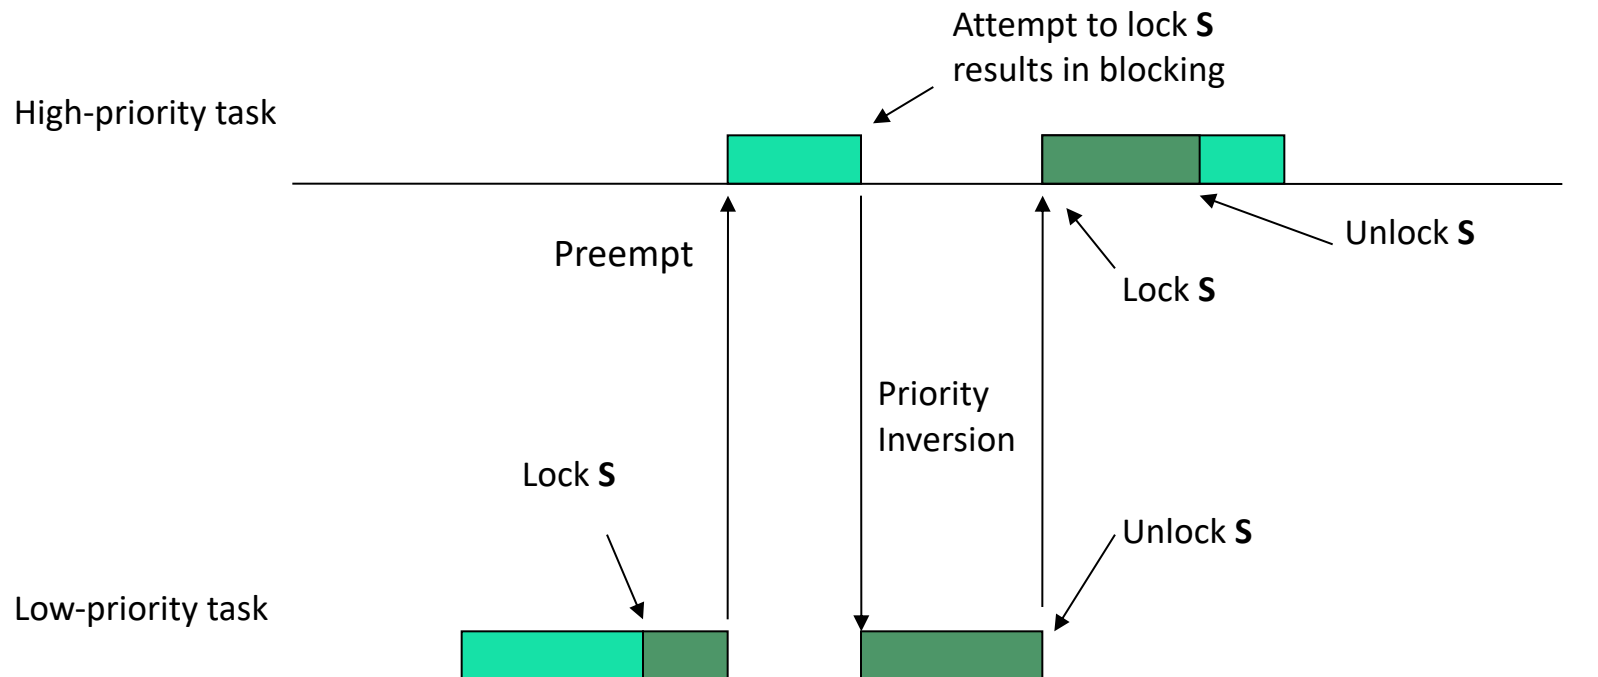 Attempt to lock S
results in blocking
High-priority task
Preempt
Unlock S
Lock S
Priority
Inversion
Lock S
Unlock S
Low-priority task